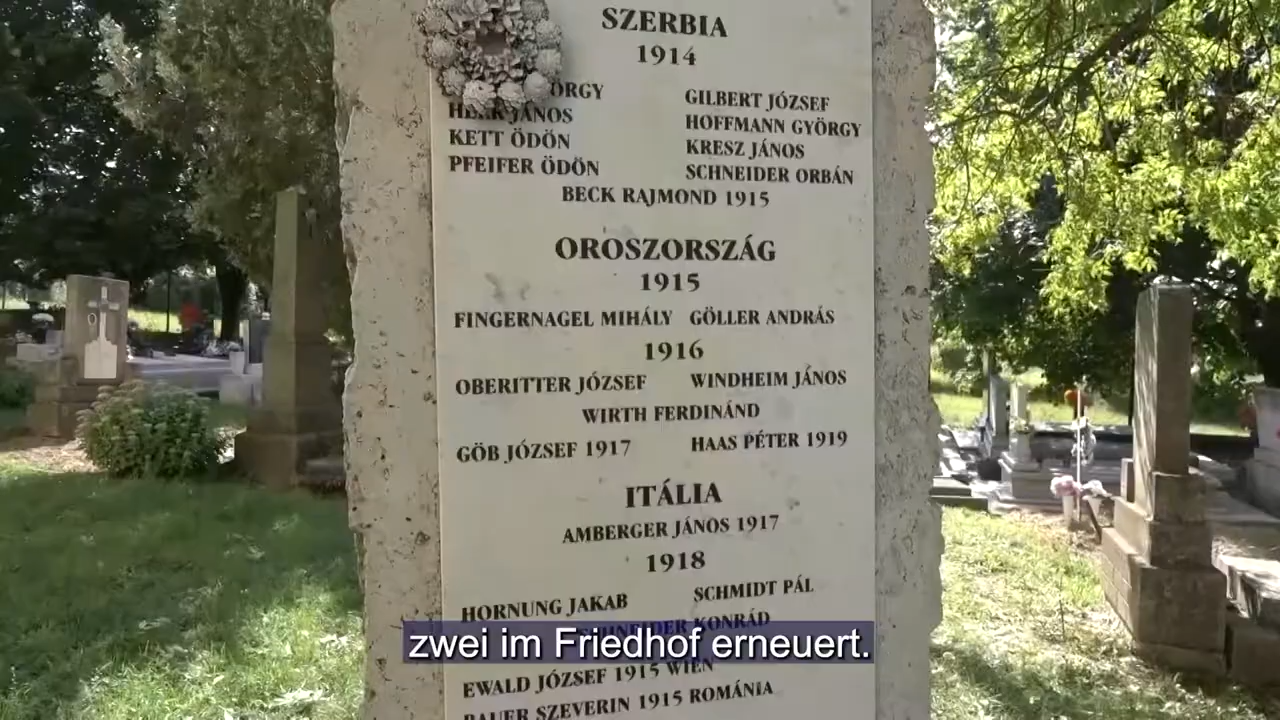 SZERBIA
1914
GILBERT JÓZSEF
JÁNOS HOFFMANN GYÖRGY
KETT ÖDÖN KRESZ JÁNOS
PFEIFER ÖDÖN SCHNEIDER ORBÁN
BECK RAJMOND 1915
OROSZORSZÁG
1915
FINGERNAGEL MIHÁLY GÖLLER ANDRÁS
1916
OBERITTER JÓZSEF WINDHEIM JÁNOS
WIRTH FERDINÁND
GÖB JÓZSEF 1917 HAAS PÉTER 1919
ITÁLIA
AMBERGER JÁNOS 1917
1918
HORNUNG JAKAB SCHMIDT PÁL
SCHNEIDER KONRÁD
zwei im Friedhof erneuert.
EWALD JÓZSEF 1915 WIEN
BAUER SZEVERIN 1915 ROMÁNIA